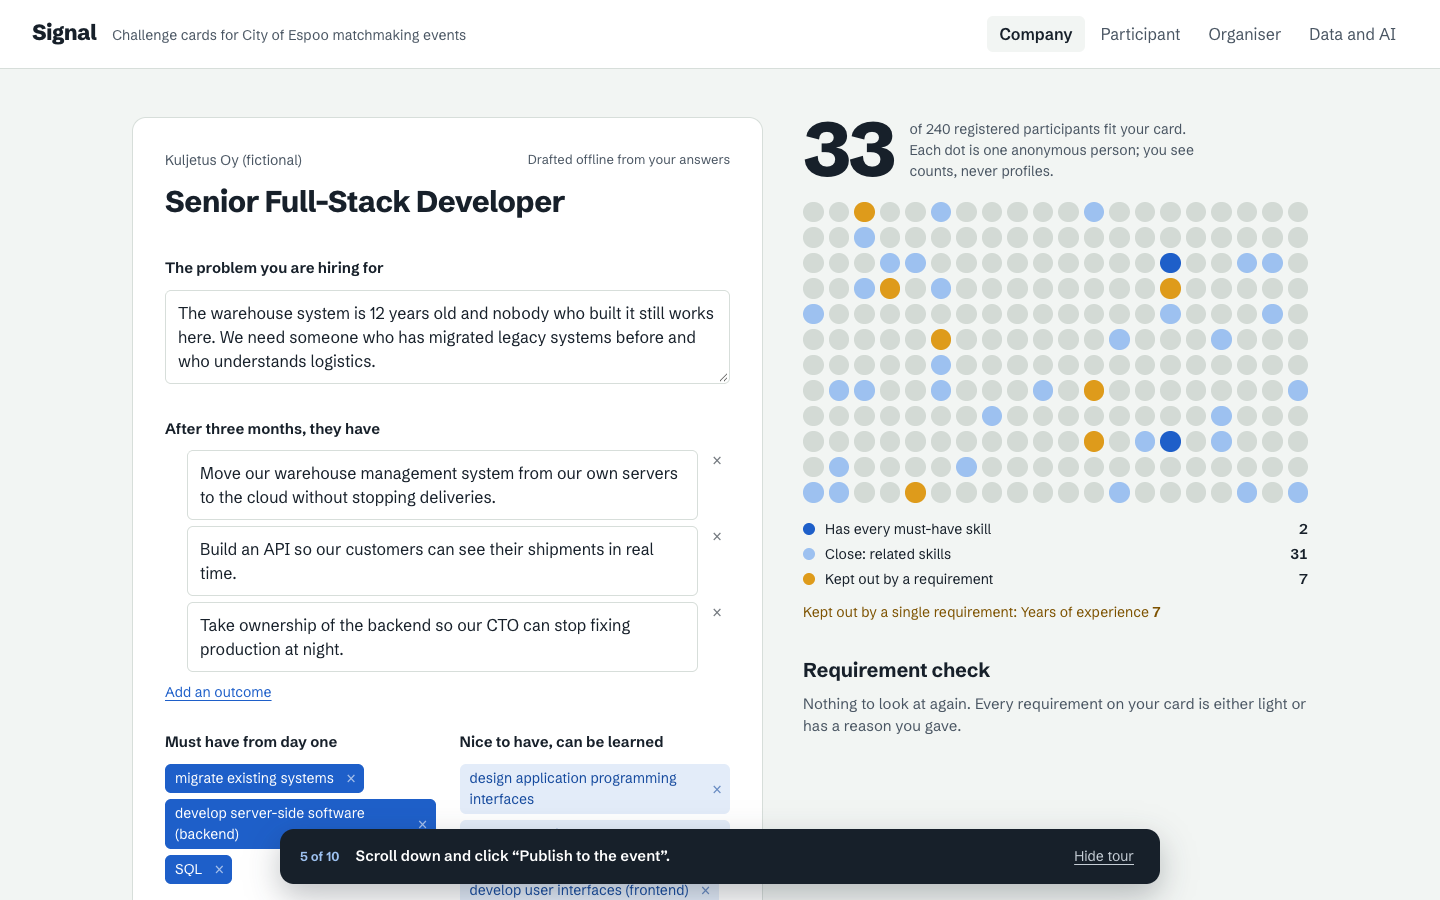 Signal
Challenge cards for City of Espoo matchmaking events
Company
Participant
Organiser
Data and AI
Kuljetus Oy (fictional)
Drafted offline from your answers
Senior Full-Stack Developer
The problem you are hiring for
The warehouse system is 12 years old and nobody who built it still works
here. We need someone who has migrated legacy systems before and
who understands logistics.
After three months, they have
Move our warehouse management system from our own servers
to the cloud without stopping deliveries.
×
Build an API so our customers can see their shipments in real
time.
×
Take ownership of the backend so our CTO can stop fixing
production at night.
×
Add an outcome
Must have from day one
migrate existing systems ×
develop server-side software
(backend) ×
SQL ×
Nice to have, can be learned
design application programming
interfaces ×
develop user interfaces (frontend) ×
33
of 240 registered participants fit your card.
Each dot is one anonymous person; you see
counts, never profiles.
Has every must-have skill 2
Close: related skills 31
Kept out by a requirement 7
Kept out by a single requirement: Years of experience 7
Requirement check
Nothing to look at again. Every requirement on your card is either light or
has a reason you gave.
5 of 10 Scroll down and click “Publish to the event”.
Hide tour